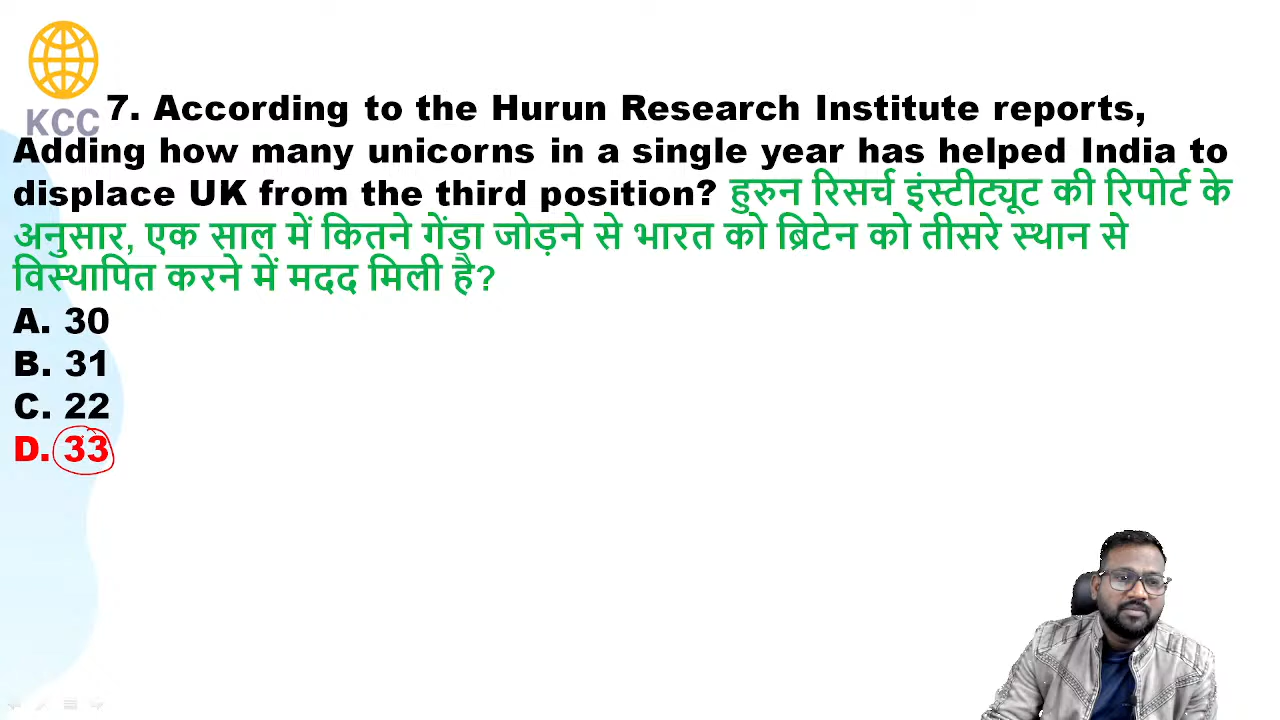 KCC
7. According to the Hurun Research Institute reports,
Adding how many unicorns in a single year has helped India to
displace UK from the third position? हुरुन रिसर्च इंस्टीट्यूट की रिपोर्ट के
अनुसार, एक साल में कितने गेंड़ा जोड़ने से भारत को ब्रिटेन को तीसरे स्थान से
विस्थापित करने में मदद मिली है?
A. 30
B. 31
C. 22
D. 33